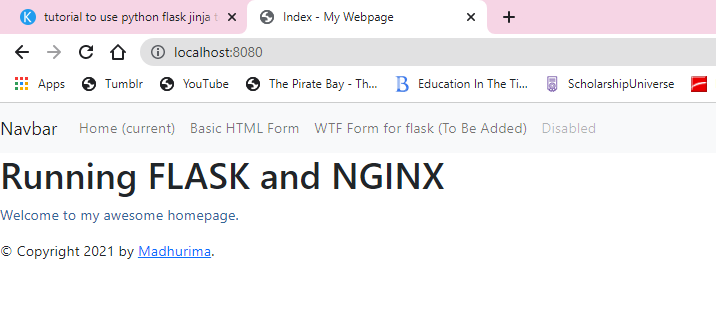 K tutorial to use python flask jinja t Index - My Webpage
localhost:8080
Apps Tumblr YouTube The Pirate Bay - Th... Education In The Ti... ScholarshipUniverse
Navbar Home (current) Basic HTML Form WTF Form for flask (To Be Added) Disabled
Running FLASK and NGINX
Welcome to my awesome homepage.
© Copyright 2021 by Madhurima.